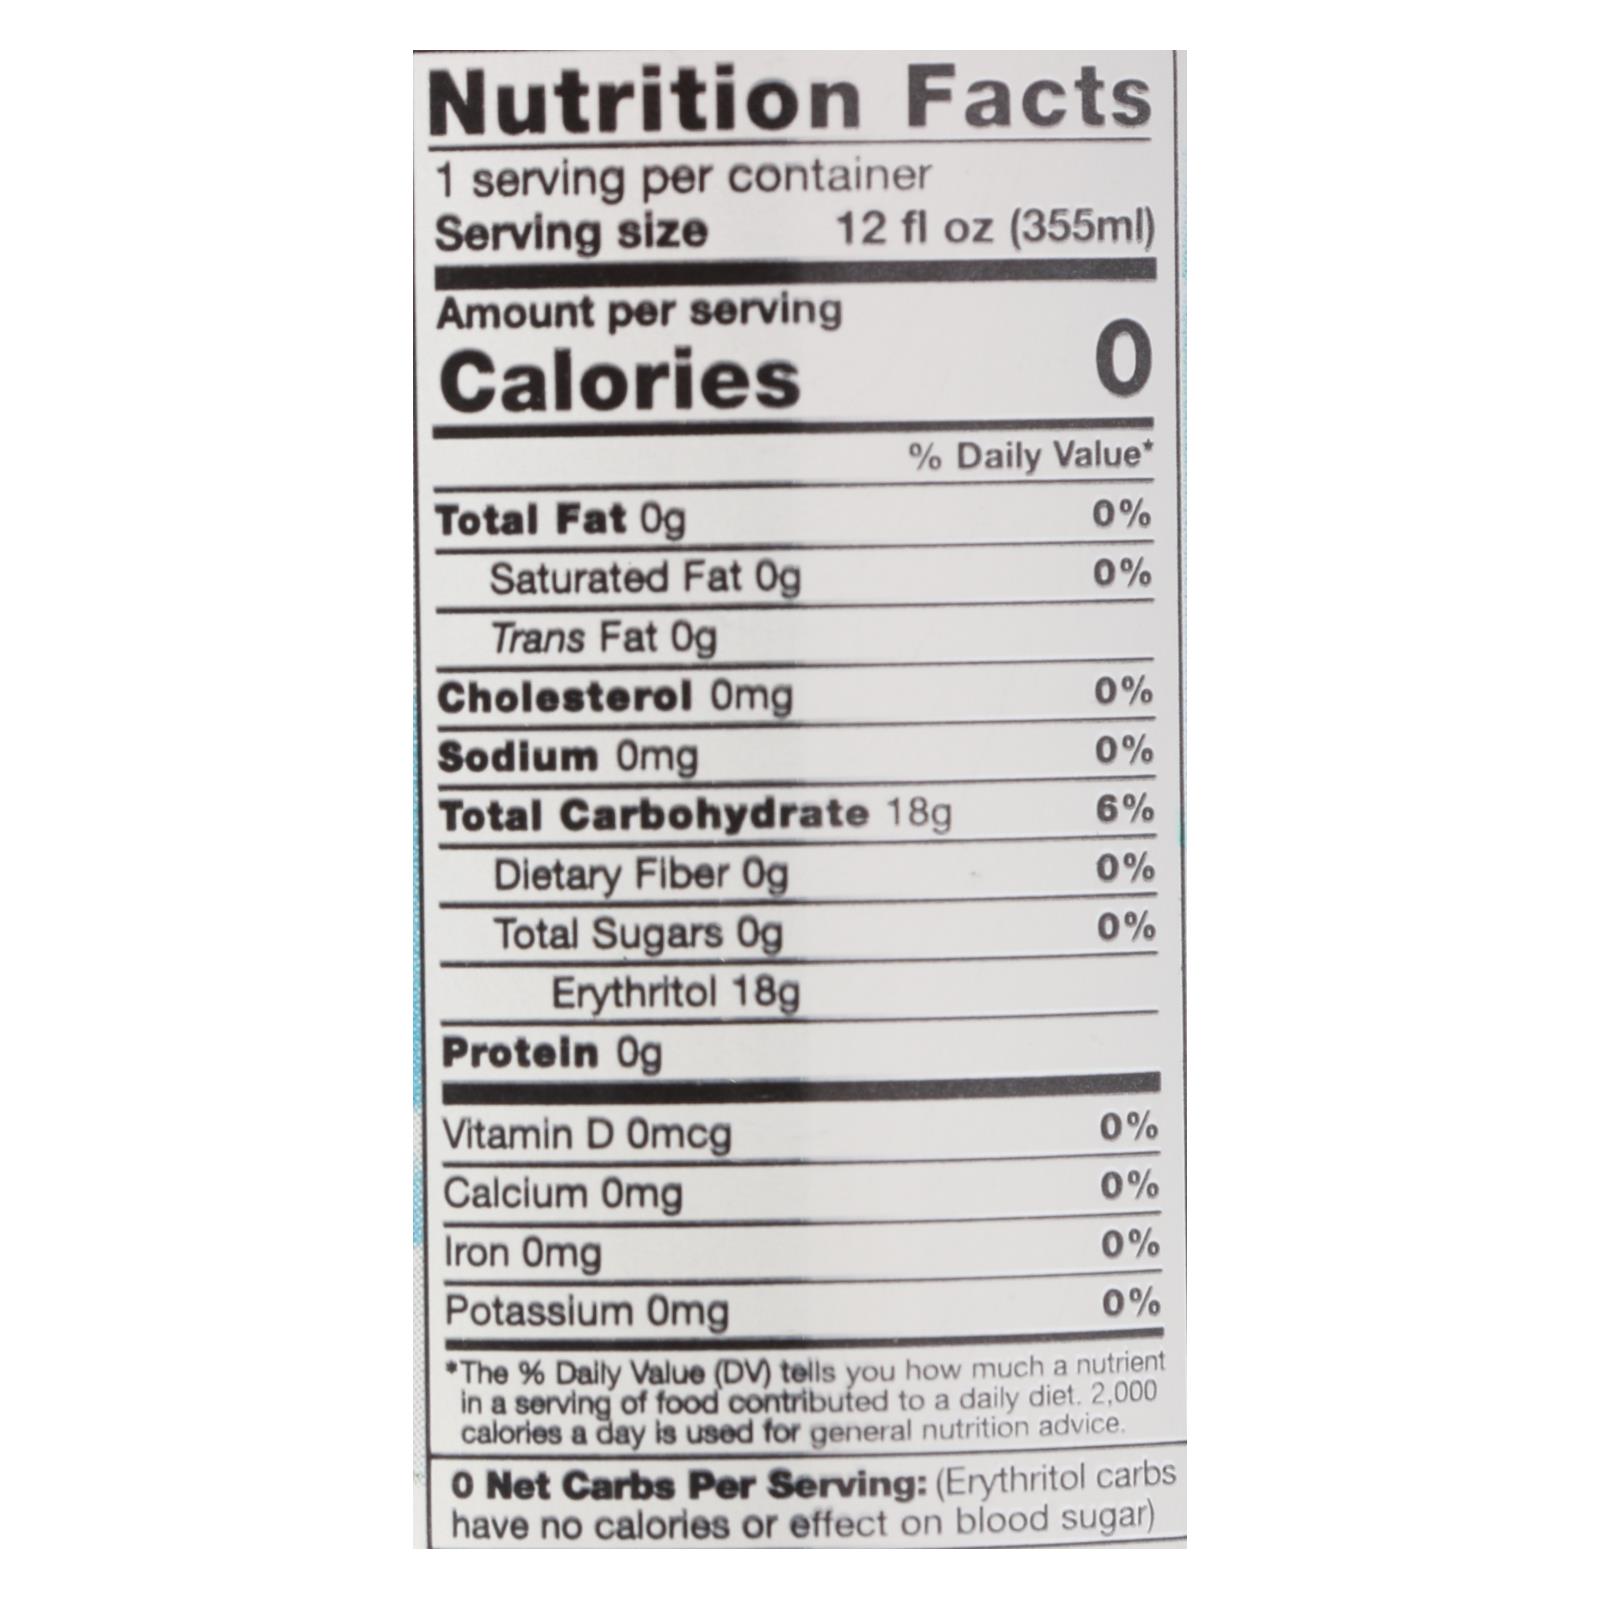 Nutrition Facts
1 serving per container
Serving size 12 fl oz (355ml)
Amount per serving
Calories 0
% Daily Value*
Total Fat 0g 0%
Saturated Fat 0g 0%
Trans Fat 0g
Cholesterol 0mg 0%
Sodium 0mg 0%
Total Carbohydrate 18g 6%
Dietary Fiber 0g 0%
Total Sugars 0g 0%
Erythritol 18g
Protein 0g
Vitamin D 0mcg 0%
Calcium 0mg 0%
Iron 0mg 0%
Potassium 0mg 0%
*The % Daily Value (DV) tells you how much a nutrient
in a serving of food contributed to a daily diet. 2,000
calories a day is used for general nutrition advice.
0 Net Carbs Per Serving: (Erythritol carbs
have no calories or effect on blood sugar)